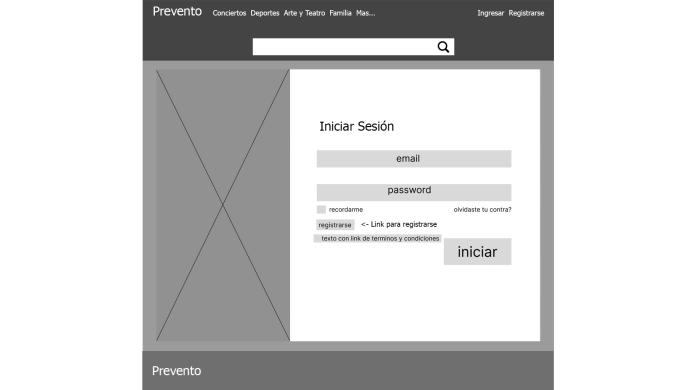 Prevento Conciertos Deportes Arte y Teatro Familia Mas... Ingresar Registrarse
Iniciar Sesión
email
password
recordarme olvidaste tu contra?
registrarse <- Link para registrarse
texto con link de terminos y condiciones
iniciar
Prevento